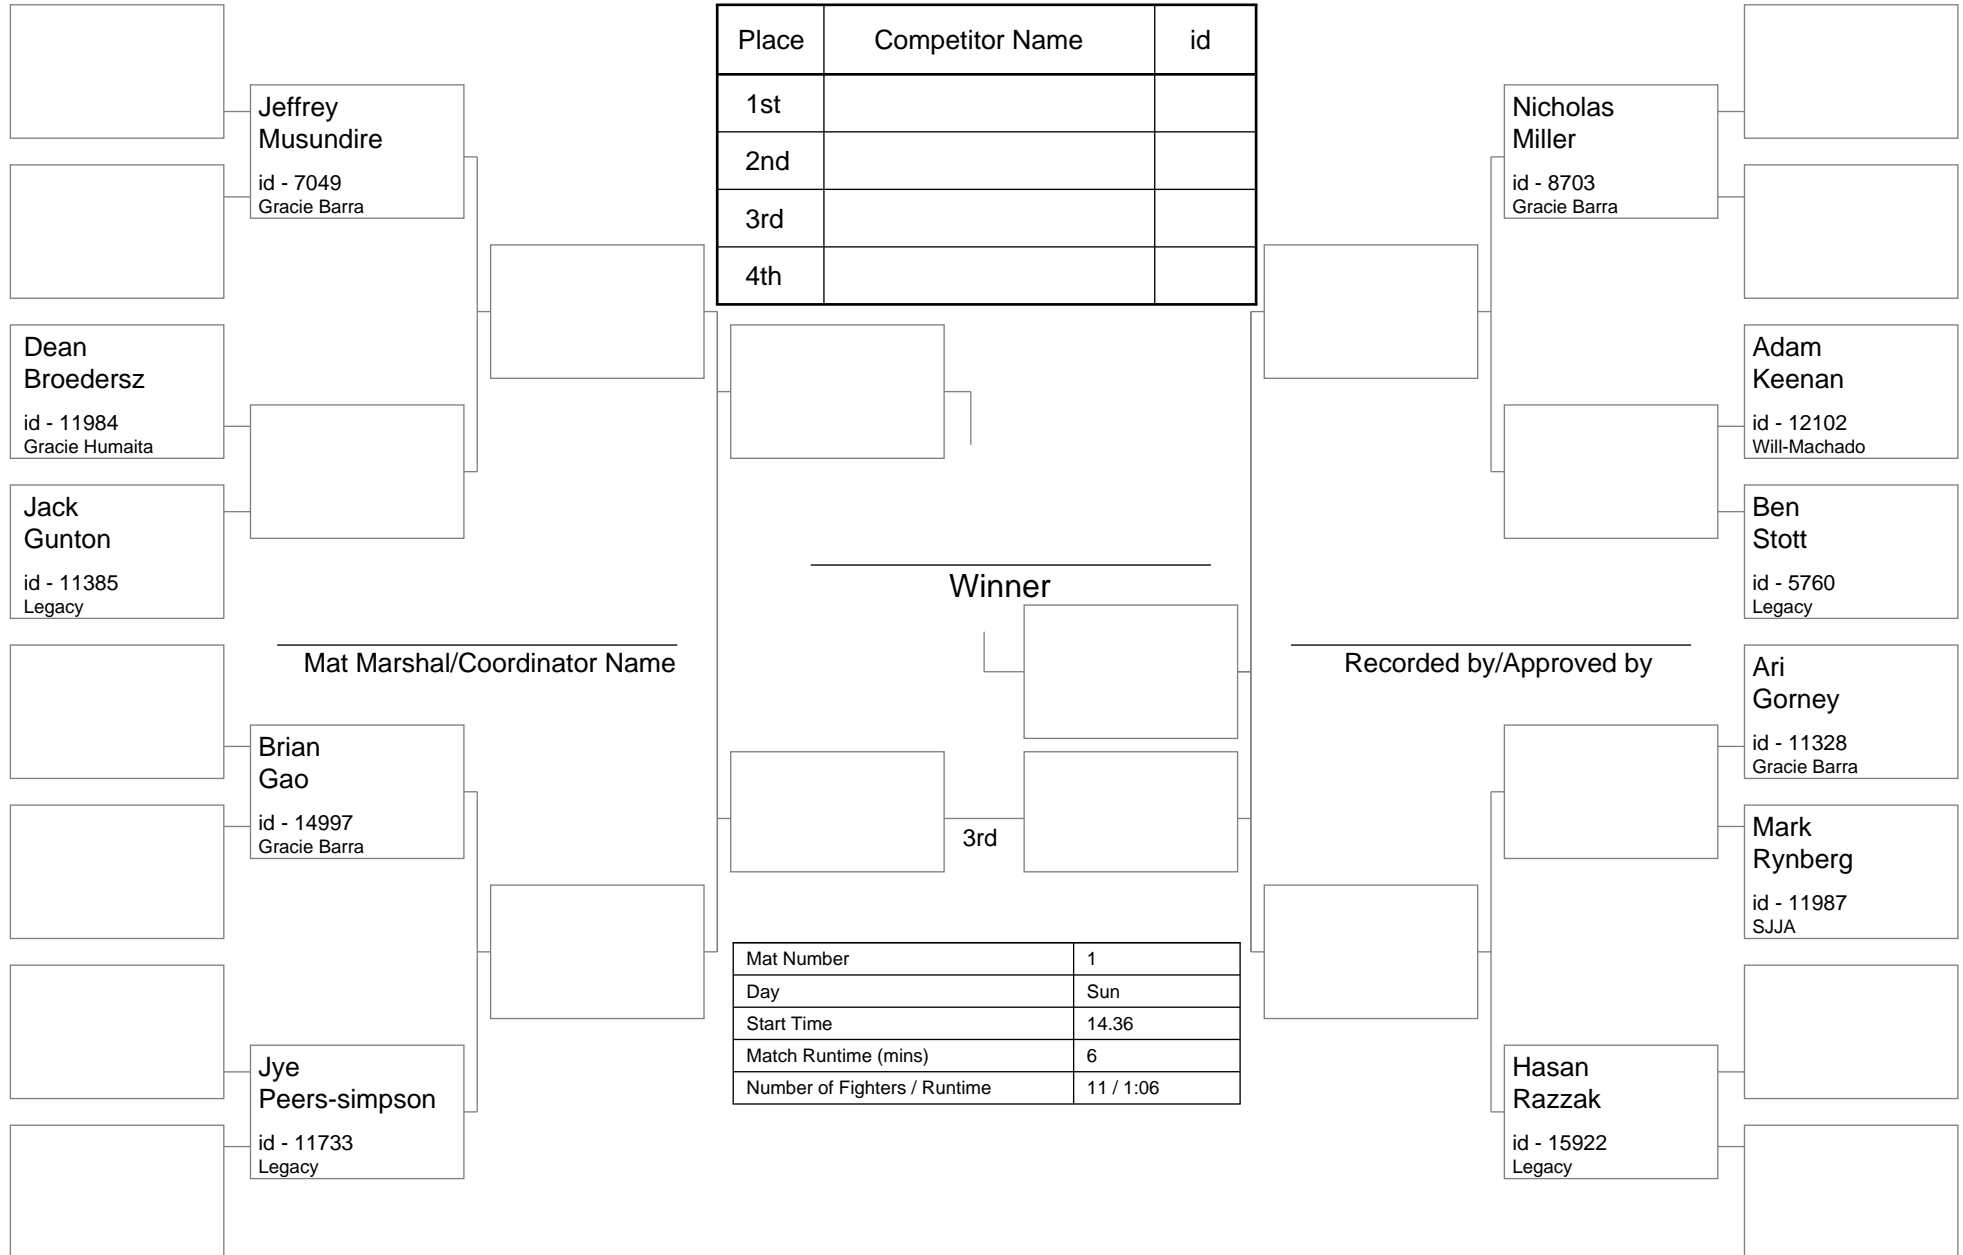 Place Competitor Name id
1st
2nd
3rd
4th
Jeffrey
Musundire
id - 7049
Gracie Barra
Dean
Broedersz
id - 11984
Gracie Humaita
Jack
Gunton
id - 11385
Legacy
Mat Marshal/Coordinator Name
Brian
Gao
id - 14997
Gracie Barra
Jye
Peers-simpson
id - 11733
Legacy
Winner
3rd
Mat Number 1
Day Sun
Start Time 14.36
Match Runtime (mins) 6
Number of Fighters / Runtime 11 / 1:06
Nicholas
Miller
id - 8703
Gracie Barra
Adam
Keenan
id - 12102
Will-Machado
Ben
Stott
id - 5760
Legacy
Recorded by/Approved by
Ari
Gorney
id - 11328
Gracie Barra
Mark
Rynberg
id - 11987
SJJA
Hasan
Razzak
id - 15922
Legacy